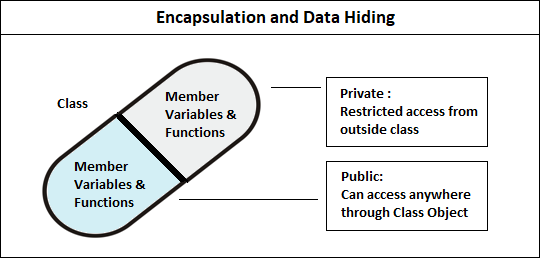 Encapsulation and Data Hiding
Class
Member
Variables &
Functions
Member
Variables &
Functions
Private :
Restricted access from
outside class
Public:
Can access anywhere
through Class Object